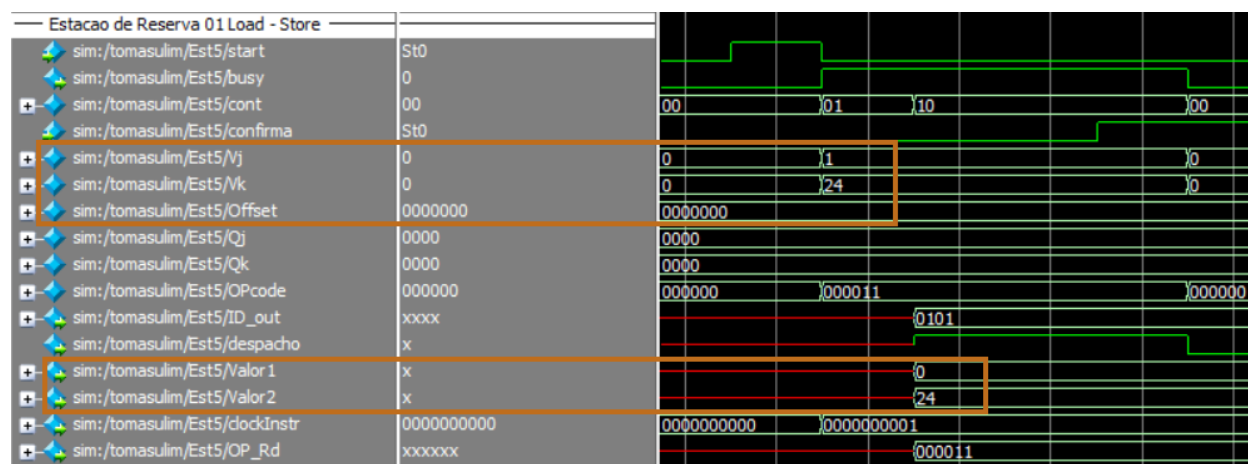 Estacao de Reserva 01 Load - Store
sim:/tomasulim/Est5/start St0
sim:/tomasulim/Est5/busy 0
sim:/tomasulim/Est5/cont 00 00 01 10 00
sim:/tomasulim/Est5/confirma St0
sim:/tomasulim/Est5/Vj 0 0 1 0
sim:/tomasulim/Est5/Vk 0 0 24 0
sim:/tomasulim/Est5/Offset 0000000 0000000
sim:/tomasulim/Est5/Qj 0000 0000
sim:/tomasulim/Est5/Qk 0000 0000
sim:/tomasulim/Est5/OPcode 000000 000000 000011 000000
sim:/tomasulim/Est5/ID_out xxxx 0101
sim:/tomasulim/Est5/despacho x
sim:/tomasulim/Est5/Valor1 x 0
sim:/tomasulim/Est5/Valor2 x 24
sim:/tomasulim/Est5/clockInstr 0000000000 0000000000 0000000001
sim:/tomasulim/Est5/OP_Rd xxxxxx 000011